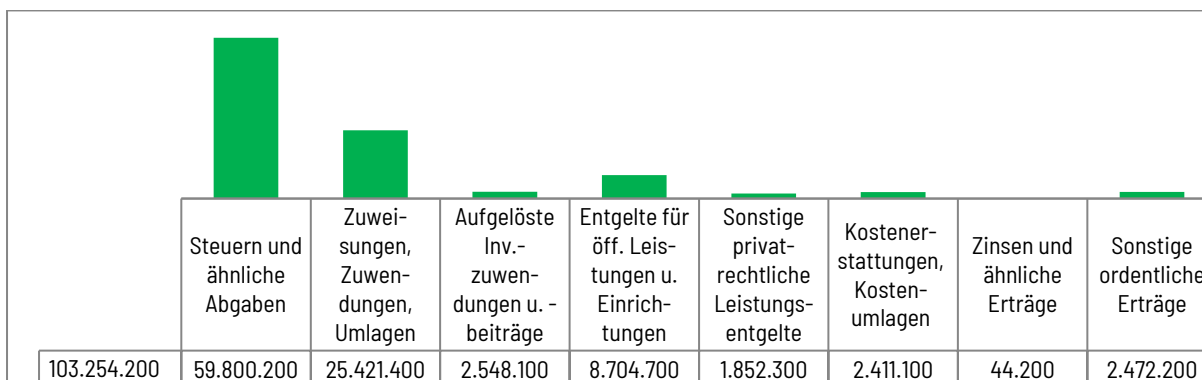 Steuern und
ähnliche
Abgaben
Zuwei-
sungen,
Zuwen-
dungen,
Umlagen
Aufgelöste
Inv.-
zuwen-
dungen u. -
beiträge
Entgelte für
öff. Leis-
tungen u.
Einrich-
tungen
Sonstige
privat-
rechtliche
Leistungs-
entgelte
Kostener-
stattungen,
Kosten-
umlagen
Zinsen und
ähnliche
Erträge
Sonstige
ordentliche
Erträge
103.254.200 59.800.200 25.421.400 2.548.100 8.704.700 1.852.300 2.411.100 44.200 2.472.200